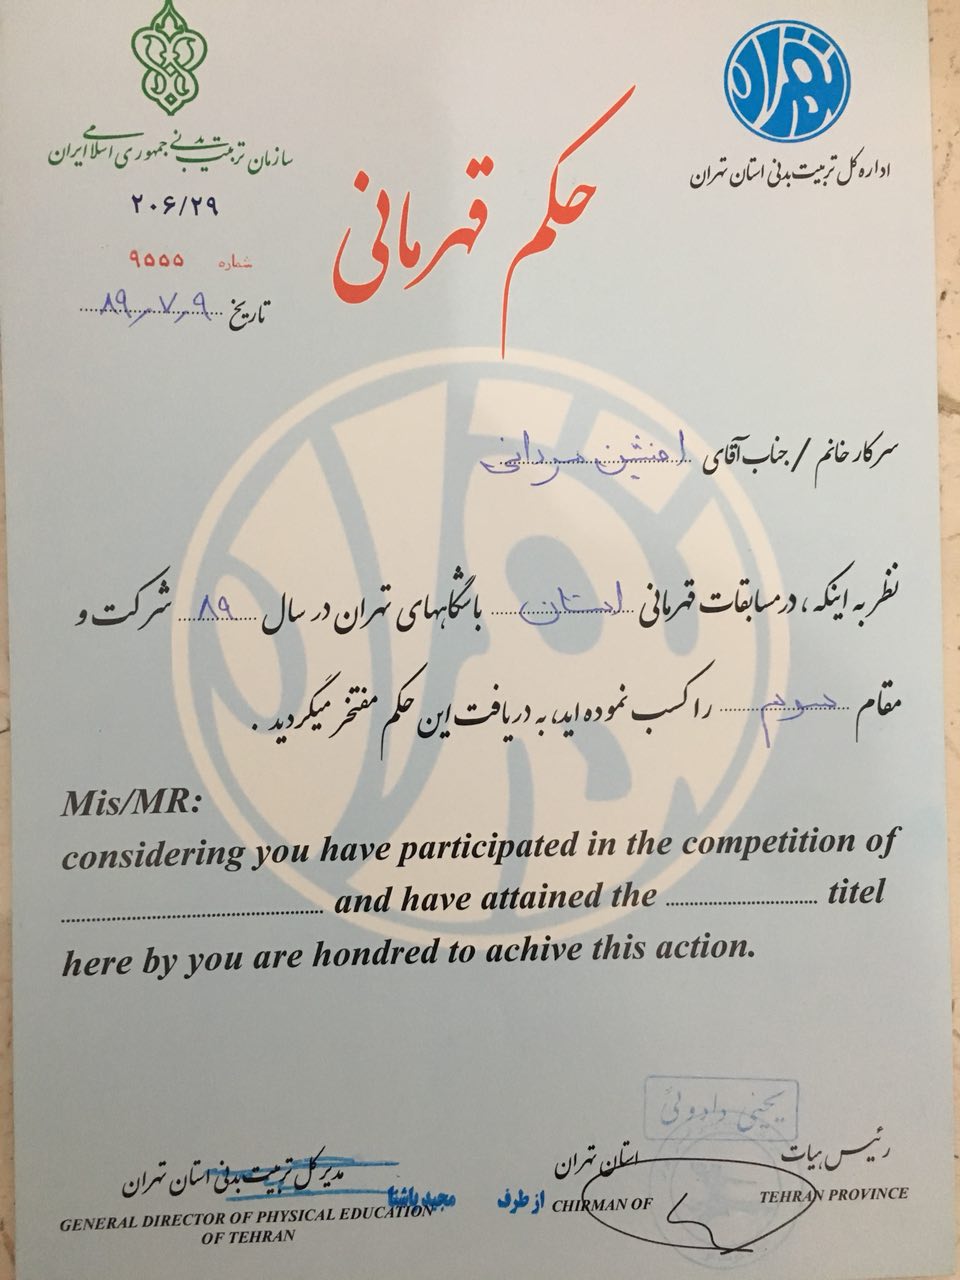 تهران
سازمان تربیت بدنی جمهوری اسلامی ایران
اداره کل تربیت بدنی استان تهران
۲۰۶/۲۹
شماره ۹۵۵۵
تاریخ ۸۹٫۷٫۹
حکم قهرمانی
سرکار خانم / جناب آقای افشین مردانی
نظر به اینکه، در مسابقات قهرمانی استان باشگاههای تهران در سال ۸۹ شرکت و
مقام سوم را کسب نموده اید، به دریافت این حکم مفتخر میگردید.
Mis/MR:
considering you have participated in the competition of
and have attained the titel
here by you are hondred to achive this action.
یحیی داودئی
رئیس هیات استان تهران
CHIRMAN OF TEHRAN PROVINCE
مدیر کل تربیت بدنی استان تهران
از طرف مجید باشتا
GENERAL DIRECTOR OF PHYSICAL EDUCATION
OF TEHRAN